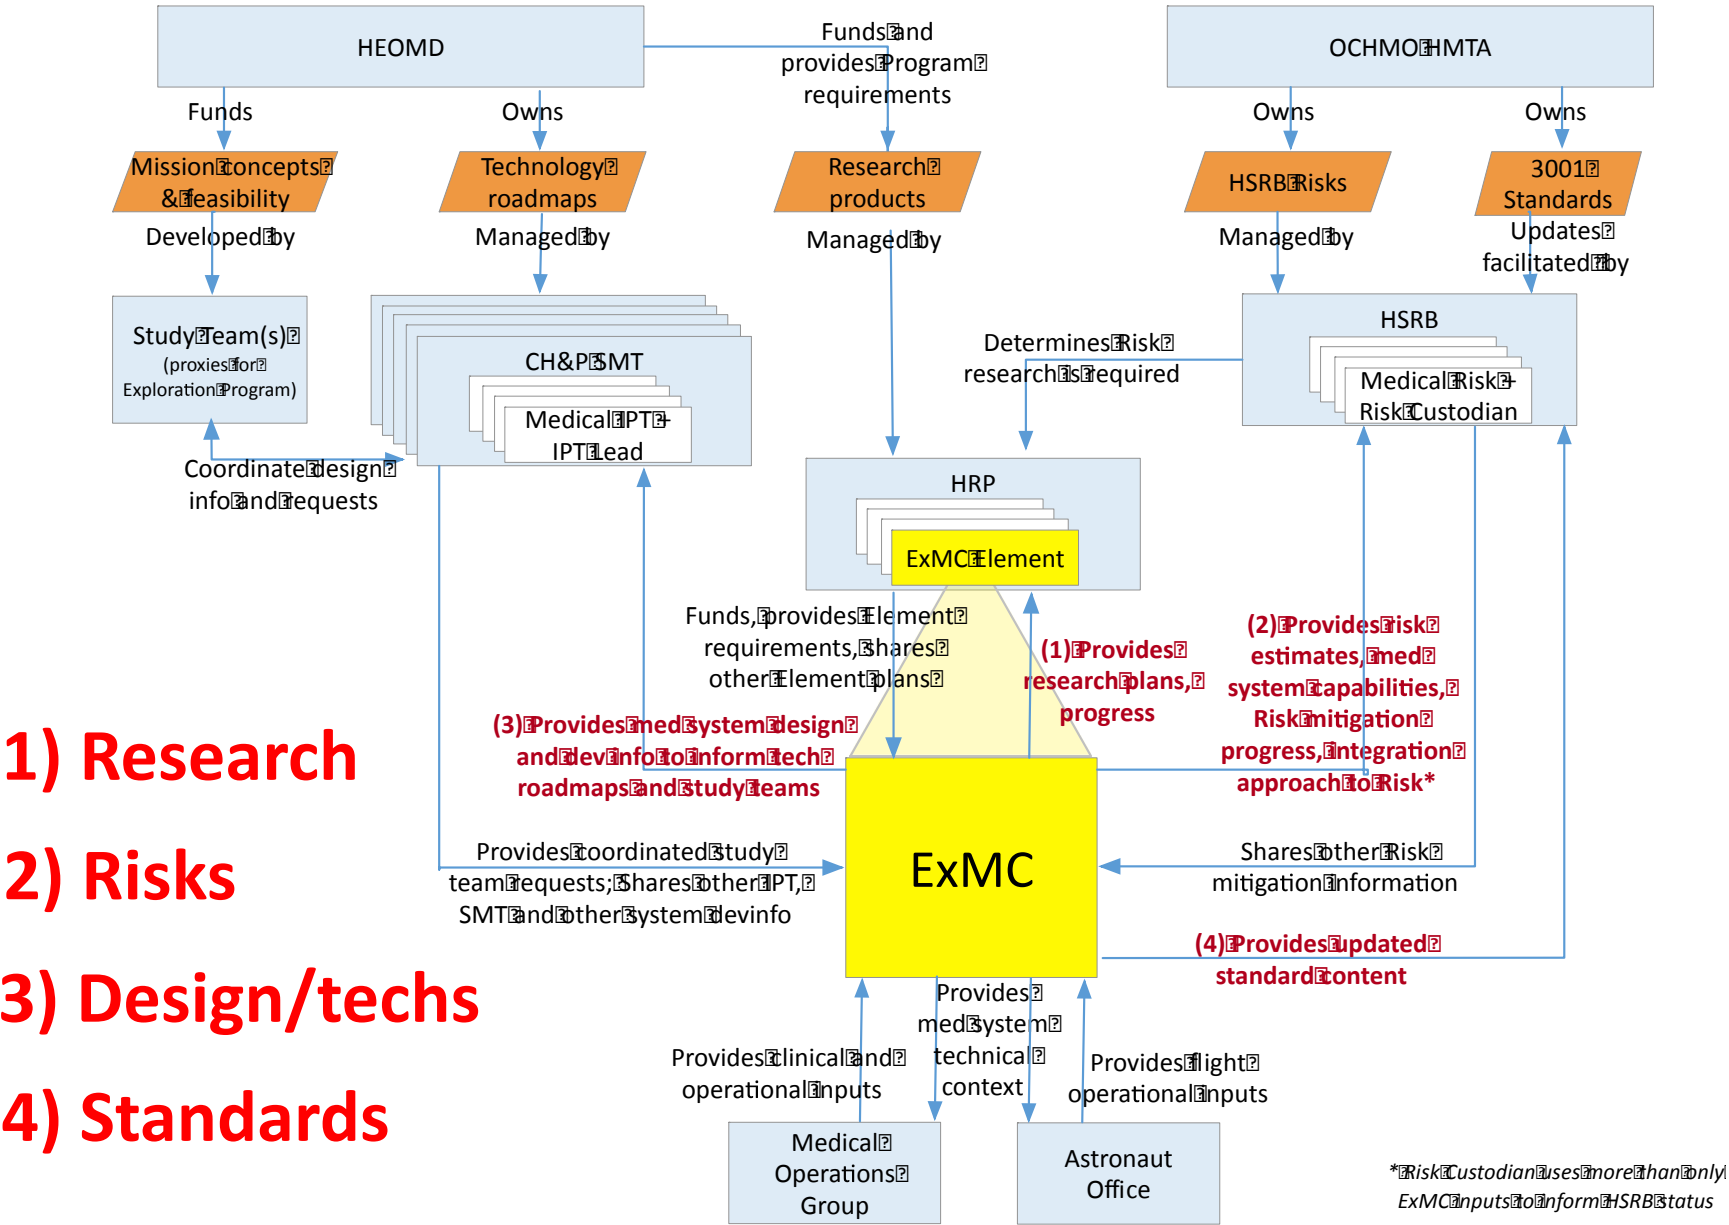 HEOMD
Funds and
provides Program
requirements
OCHMO HMTA
Funds
Owns
Owns
Owns
Mission concepts
& feasibility
Technology
roadmaps
Research
products
HSRB Risks
3001
Standards
Developed by
Managed by
Managed by
Managed by
Updates
facilitated by
Study Team(s)
(proxies for
Exploration Program)
CH&P SMT
Medical IPT +
IPT Lead
Determines Risk
research is required
HSRB
Medical Risk +
Risk Custodian
Coordinate design
info and requests
HRP
ExMC Element
Funds, provides Element
requirements, shares
other Element plans
(1) Provides
research plans,
progress
(2) Provides risk
estimates, med
system capabilities,
Risk mitigation
progress, integration
approach to Risk*
(3) Provides med system design
and dev info to inform tech
roadmaps and study teams
1) Research
2) Risks
3) Design/techs
4) Standards
Provides coordinated study
team requests; Shares other IPT,
SMT and other system devinfo
ExMC
Shares other Risk
mitigation information
(4) Provides updated
standard content
Provides clinical and
operational inputs
Provides
med system
technical
context
Provides flight
operational inputs
Medical
Operations
Group
Astronaut
Office
* Risk Custodian uses more than only
ExMC inputs to inform HSRB status